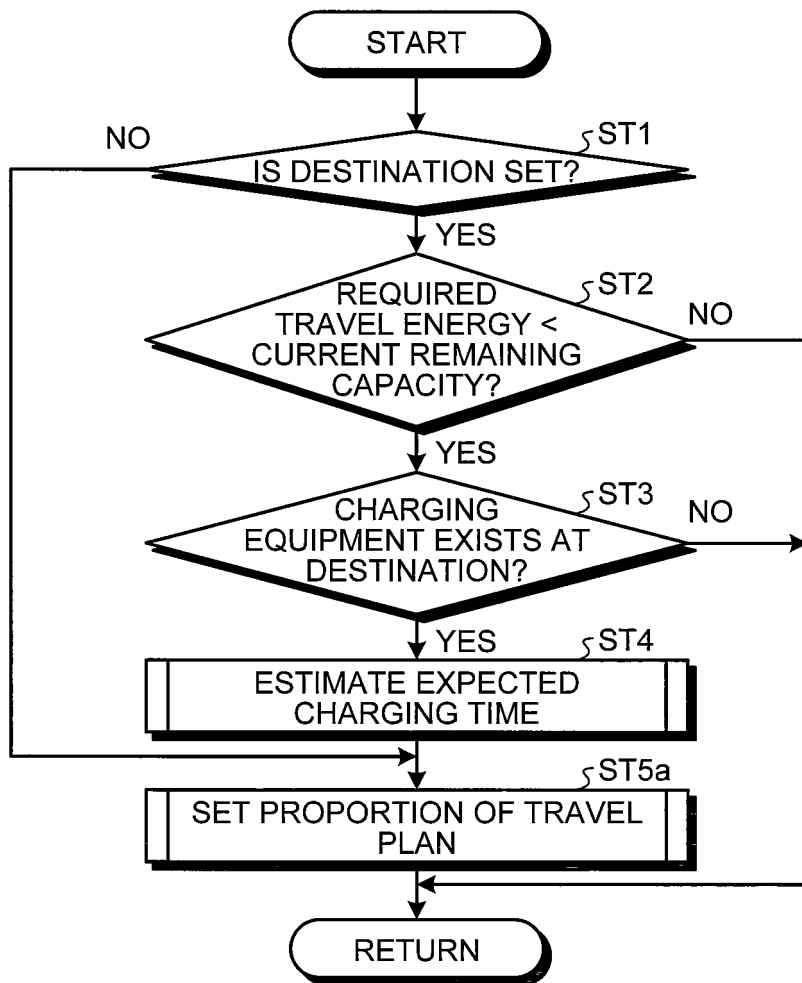 START
NO
ST1
IS DESTINATION SET?
YES
ST2
REQUIRED
TRAVEL ENERGY <
CURRENT REMAINING
CAPACITY?
NO
YES
ST3
CHARGING
EQUIPMENT EXISTS AT
DESTINATION?
NO
YES
ST4
ESTIMATE EXPECTED
CHARGING TIME
ST5a
SET PROPORTION OF TRAVEL
PLAN
RETURN